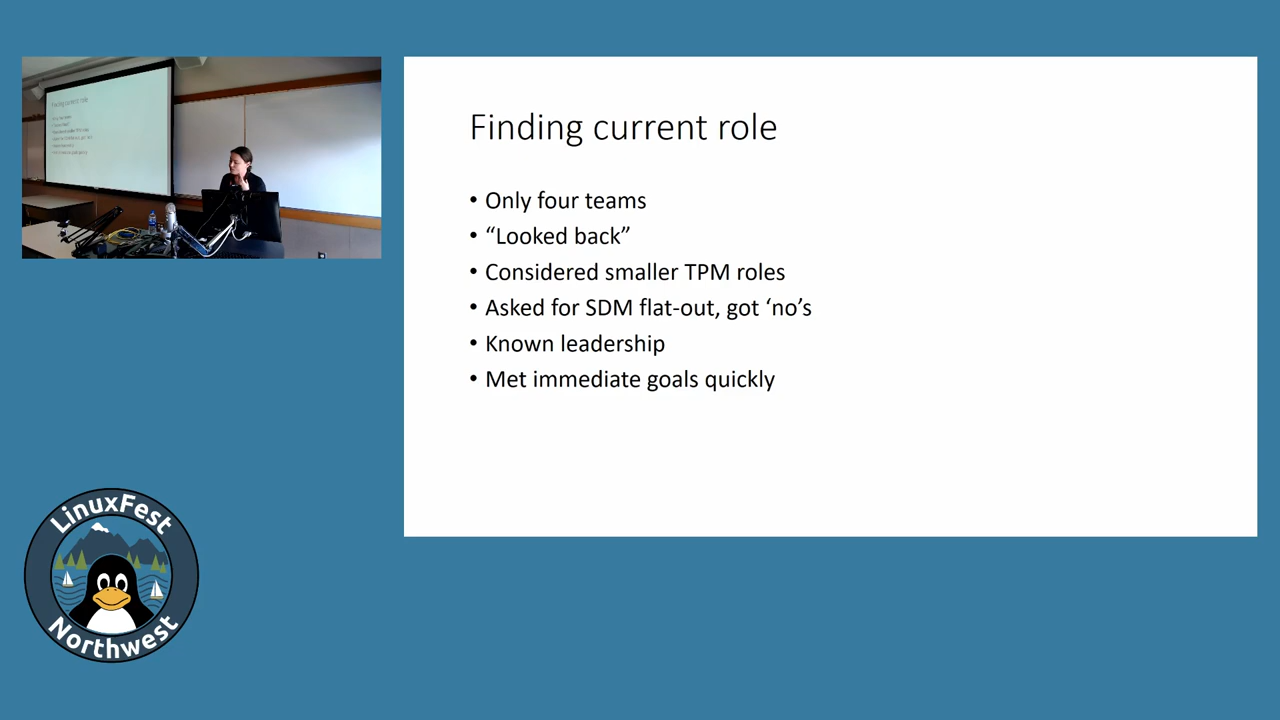 Finding current role
• Only four teams
• “Looked back”
• Considered smaller TPM roles
• Asked for SDM flat-out, got ‘no’s
• Known leadership
• Met immediate goals quickly
LinuxFest
Northwest